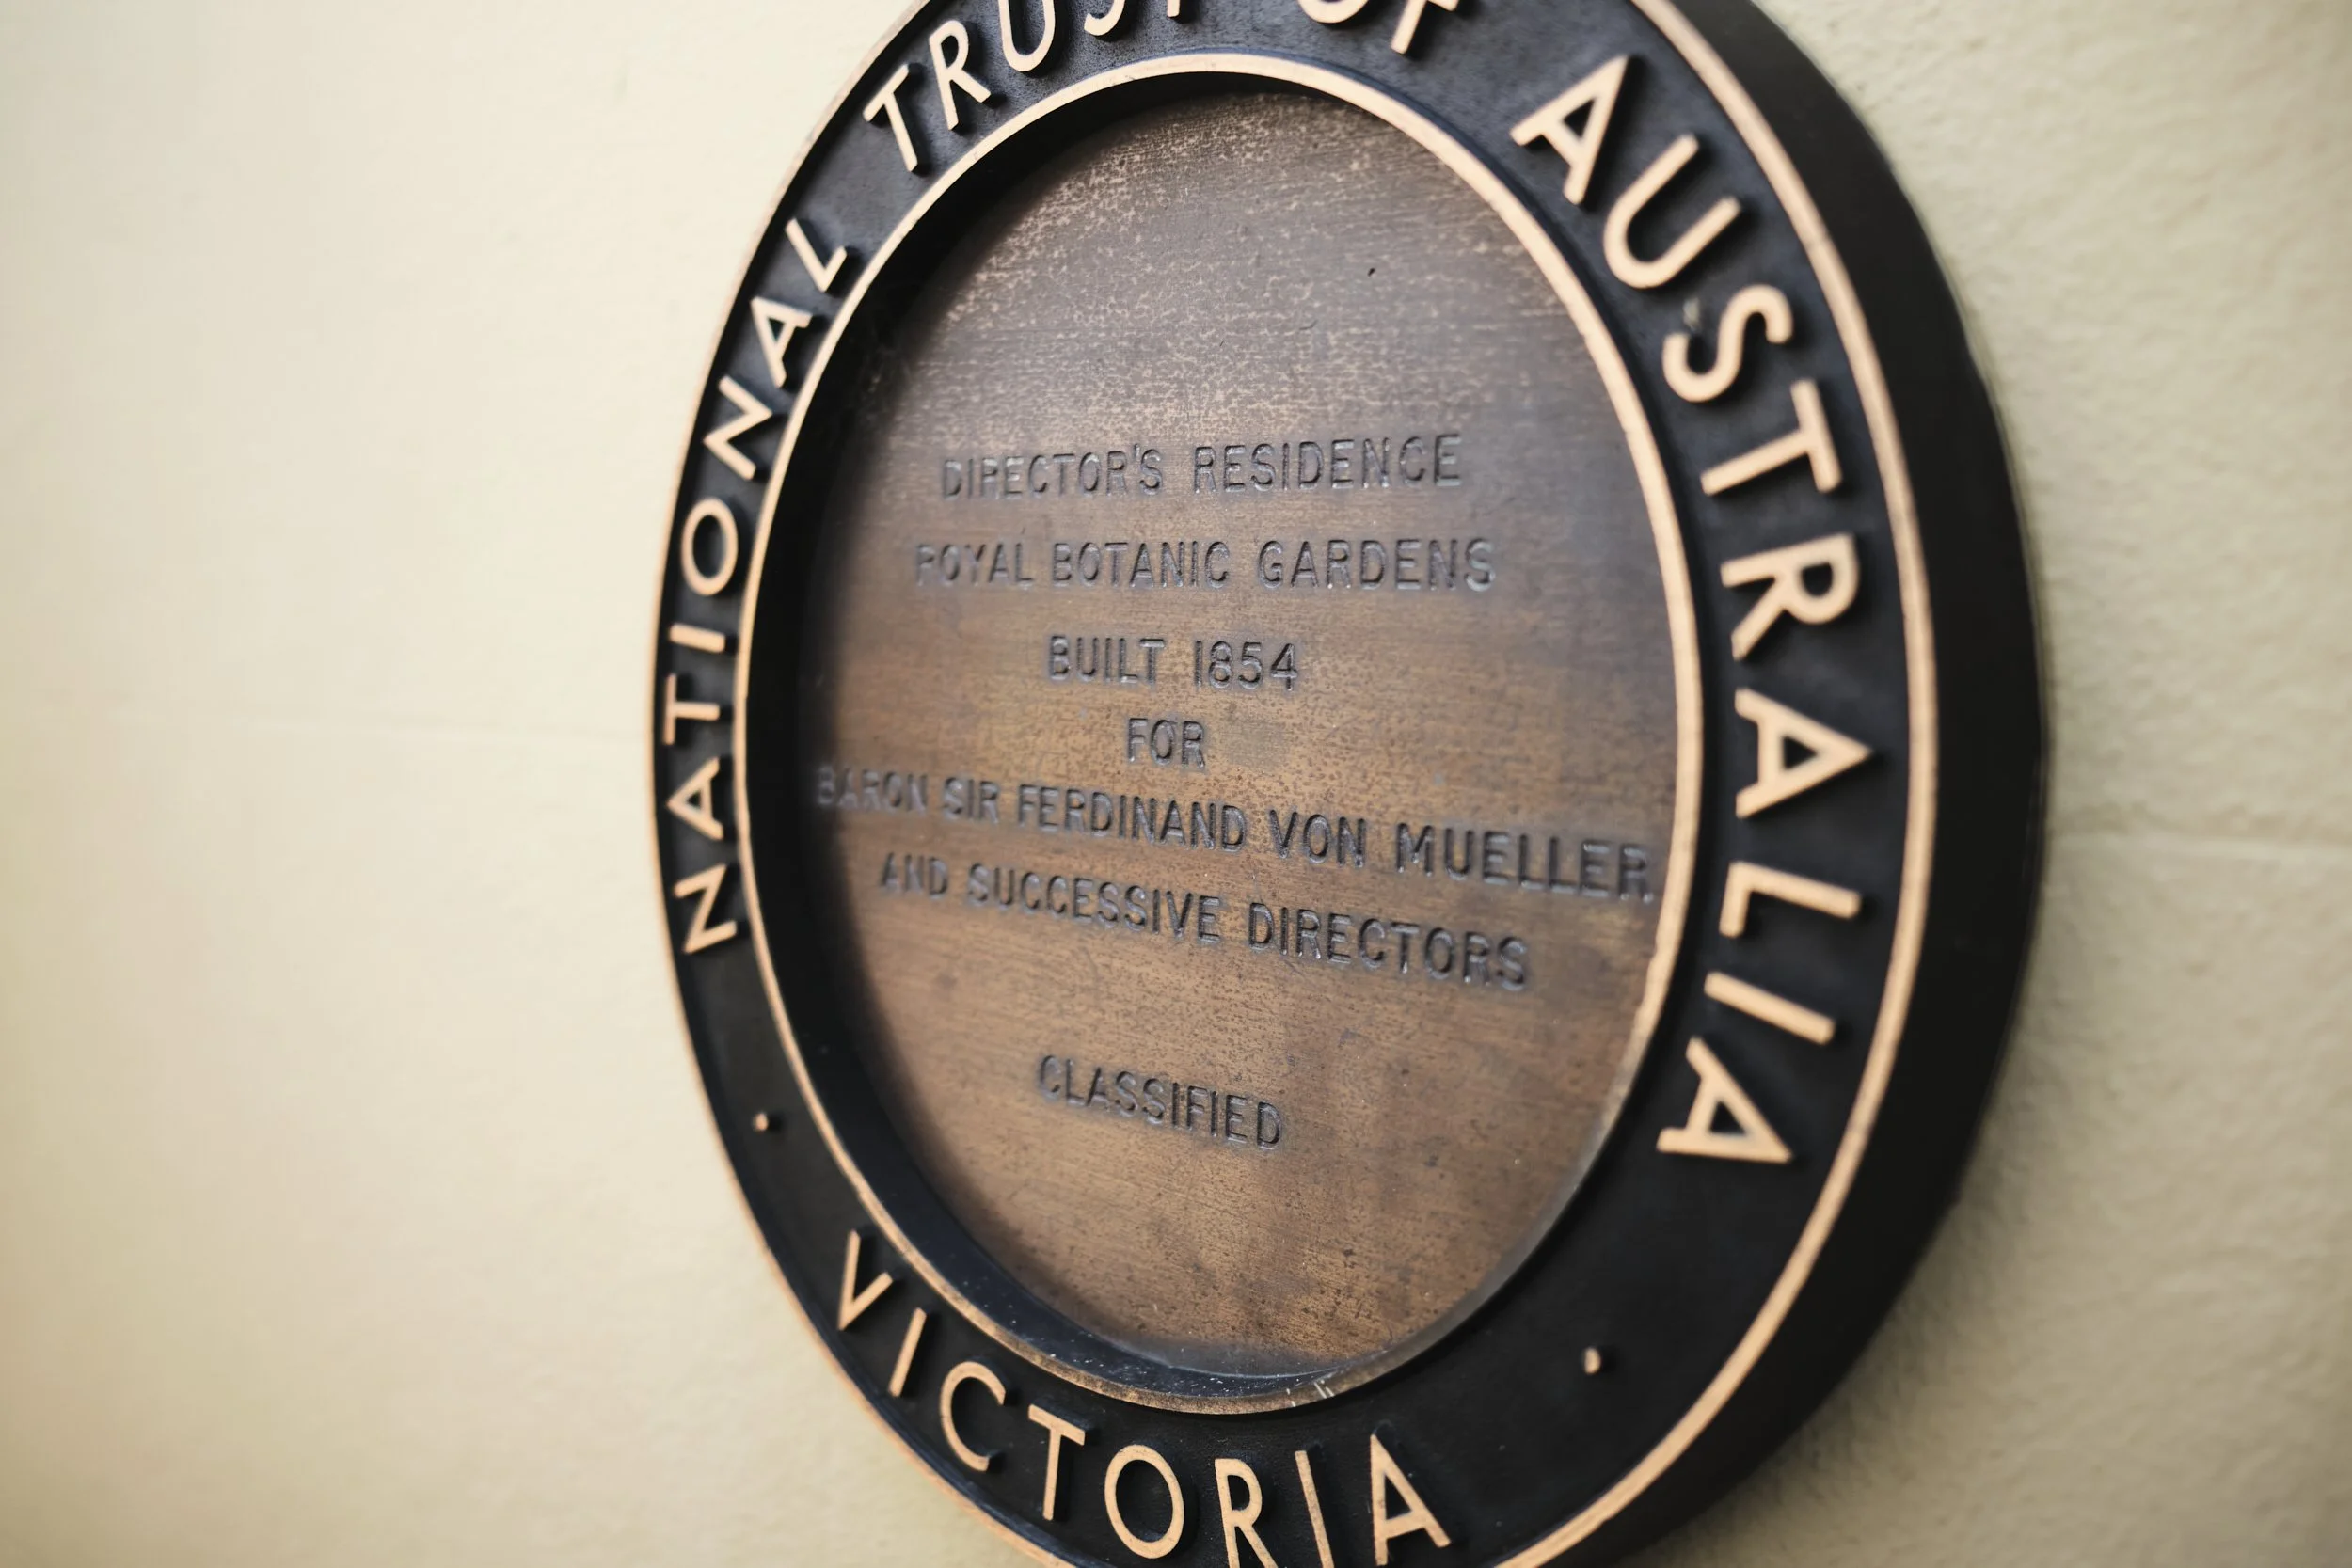 NATIONAL TRUST OF AUSTRALIA
DIRECTOR'S RESIDENCE
ROYAL BOTANIC GARDENS
BUILT 1854
FOR
BARON SIR FERDINAND VON MUELLER
AND SUCCESSIVE DIRECTORS
CLASSIFIED
· VICTORIA ·